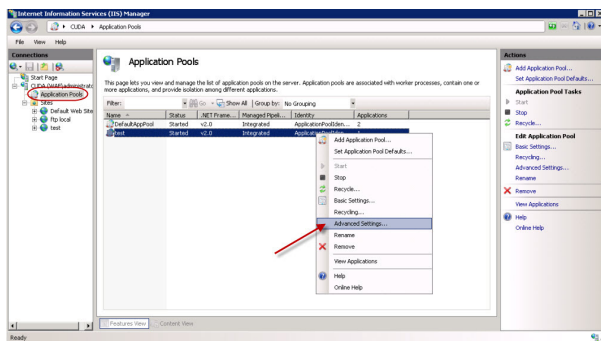 Internet Information Services (IIS) Manager
CUDA
Application Pools
File View Help
Connections
Start Page
CUDA (WAF\administrato
Application Pools
Sites
Default Web Site
ftp local
test
Application Pools
This page lets you view and manage the list of application pools on the server. Application pools are associated with worker processes, contain one or
more applications, and provide isolation among different applications.
Filter: Go Show All Group by: No Grouping
Name Status .NET Frame... Managed Pipeli... Identity Applications
DefaultAppPool Started v2.0 Integrated ApplicationPoolIden... 2
test Started v2.0 Integrated ApplicationPoolIden...
Add Application Pool...
Set Application Pool Defaults...
Start
Stop
Recycle...
Basic Settings...
Recycling...
Advanced Settings...
Rename
Remove
View Applications
Help
Online Help
Features View Content View
Ready
Actions
Add Application Pool...
Set Application Pool Defaults...
Application Pool Tasks
Start
Stop
Recycle...
Edit Application Pool
Basic Settings...
Recycling...
Advanced Settings...
Rename
Remove
View Applications
Help
Online Help